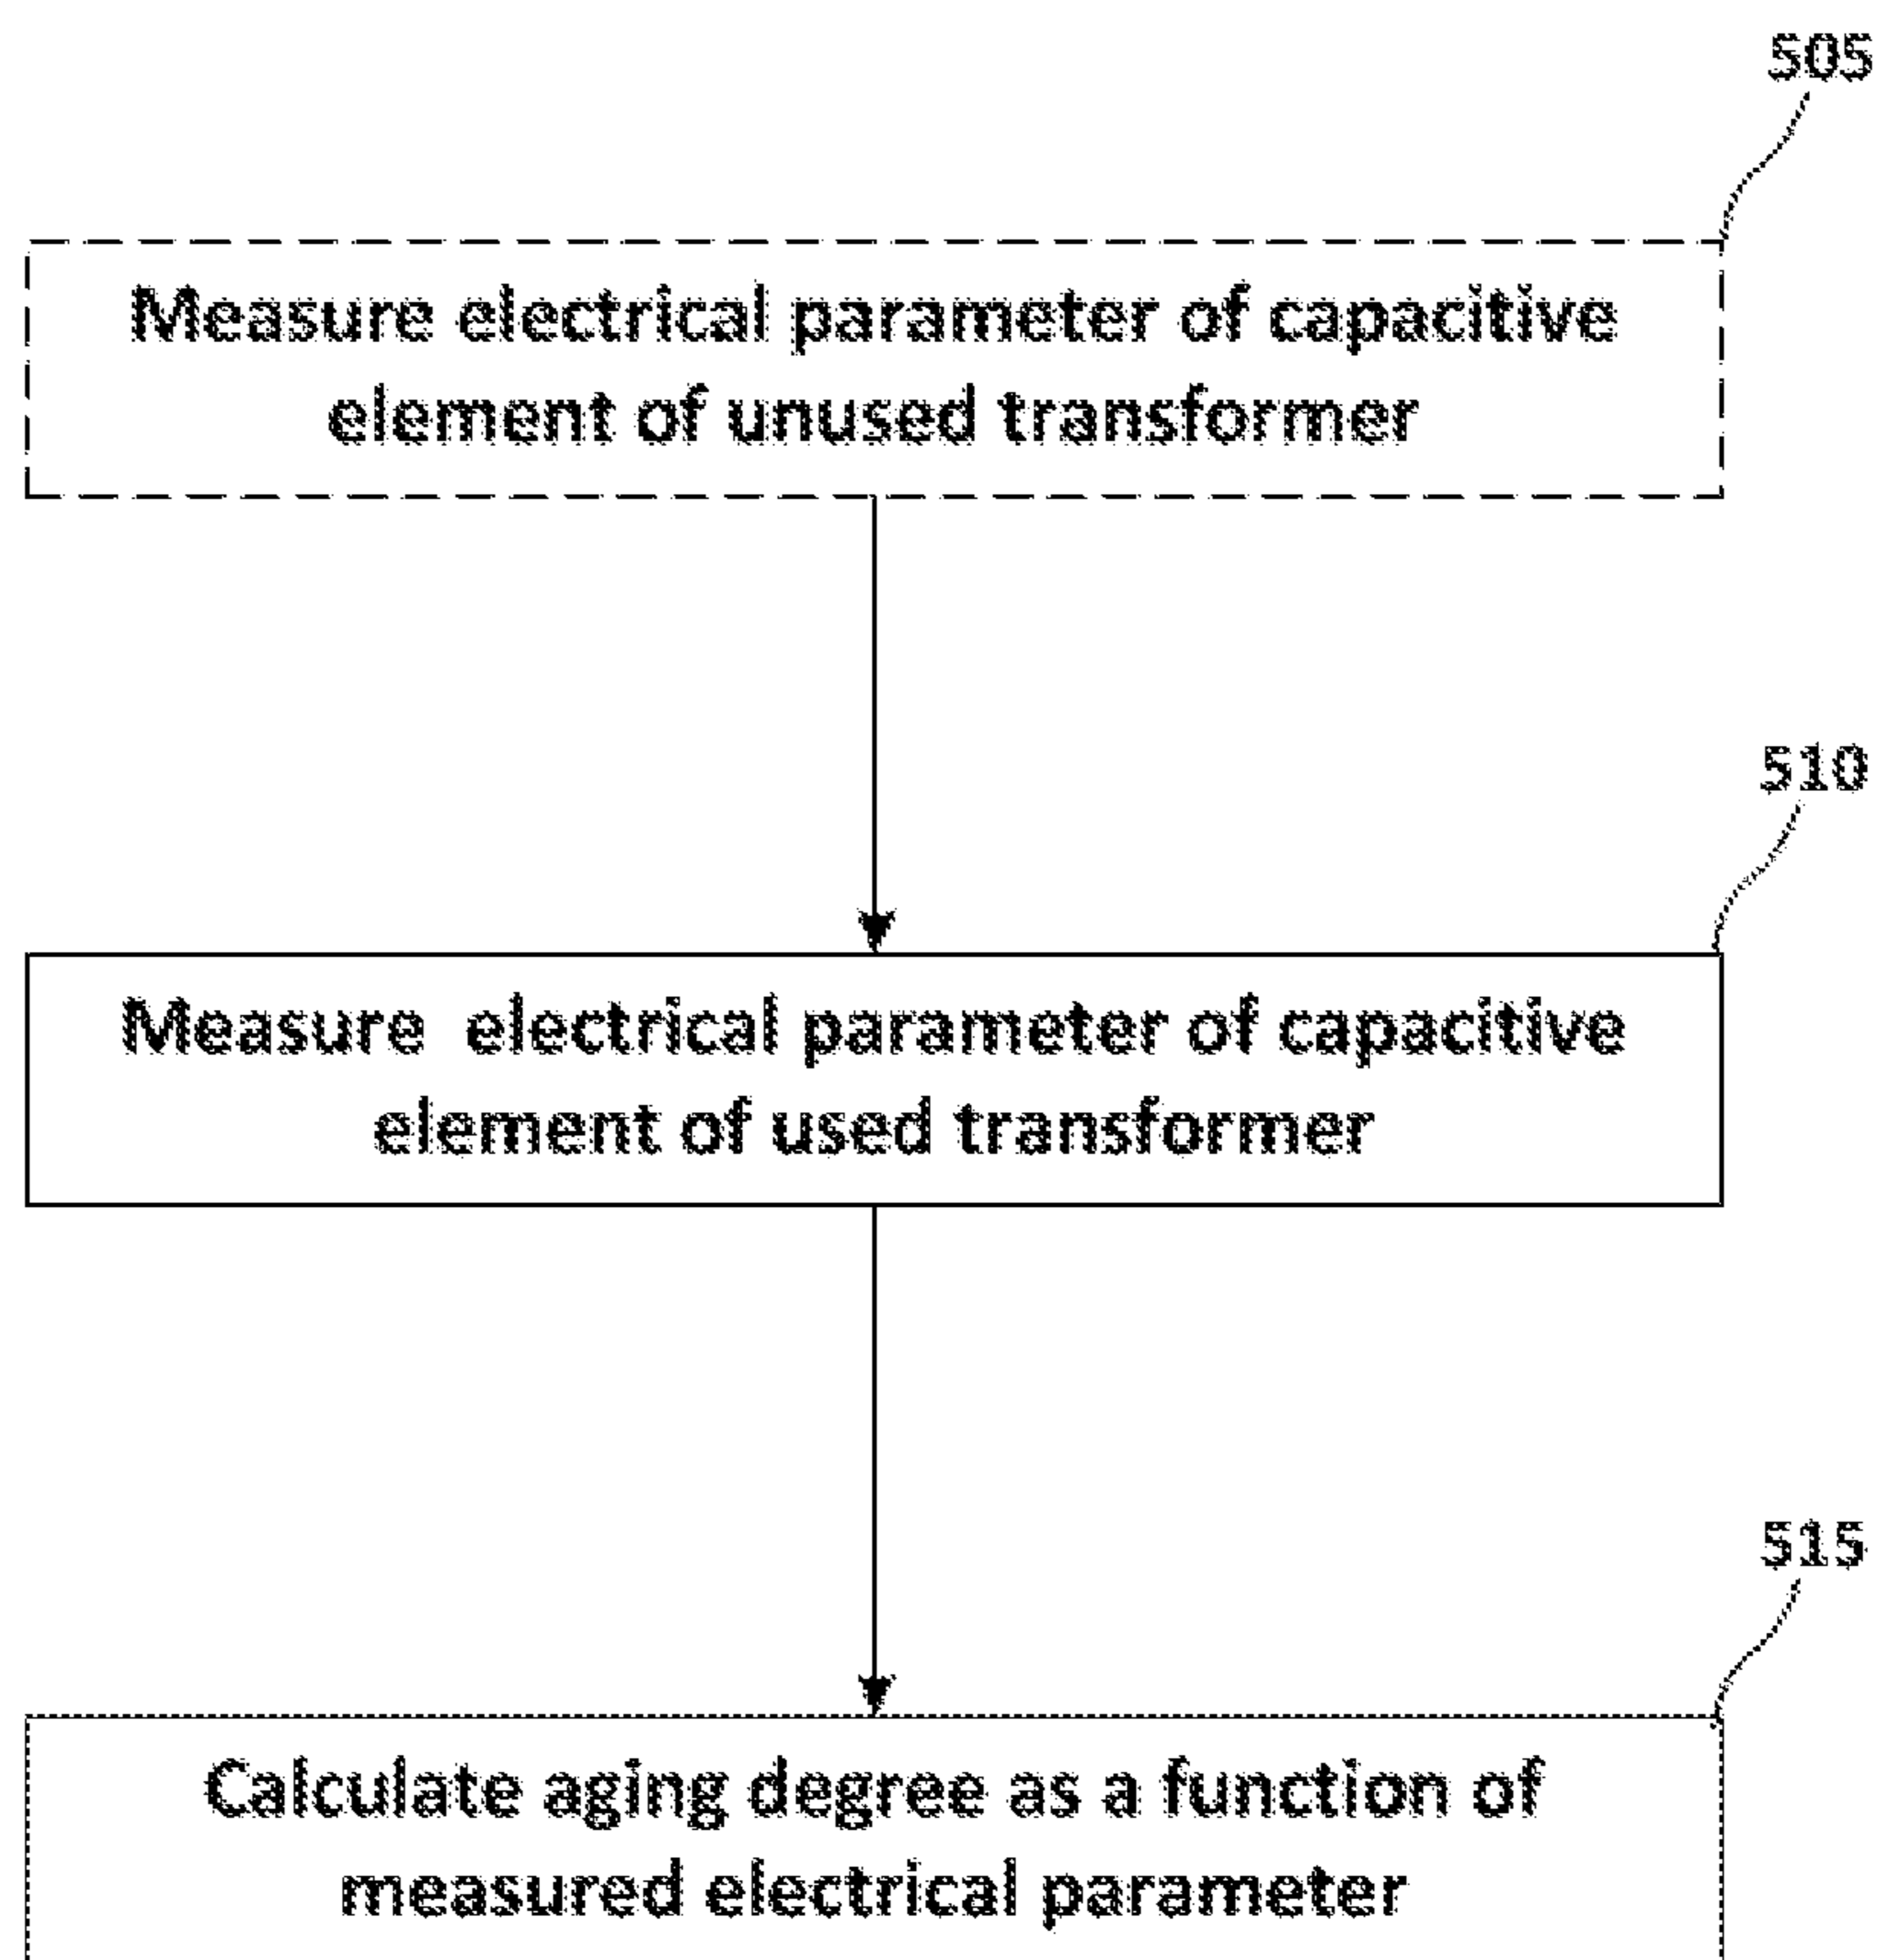 505
Measure electrical parameter of capacitive
element of unused transformer
510
Measure electrical parameter of capacitive
element of used transformer
515
Calculate aging degree as a function of
measured electrical parameter